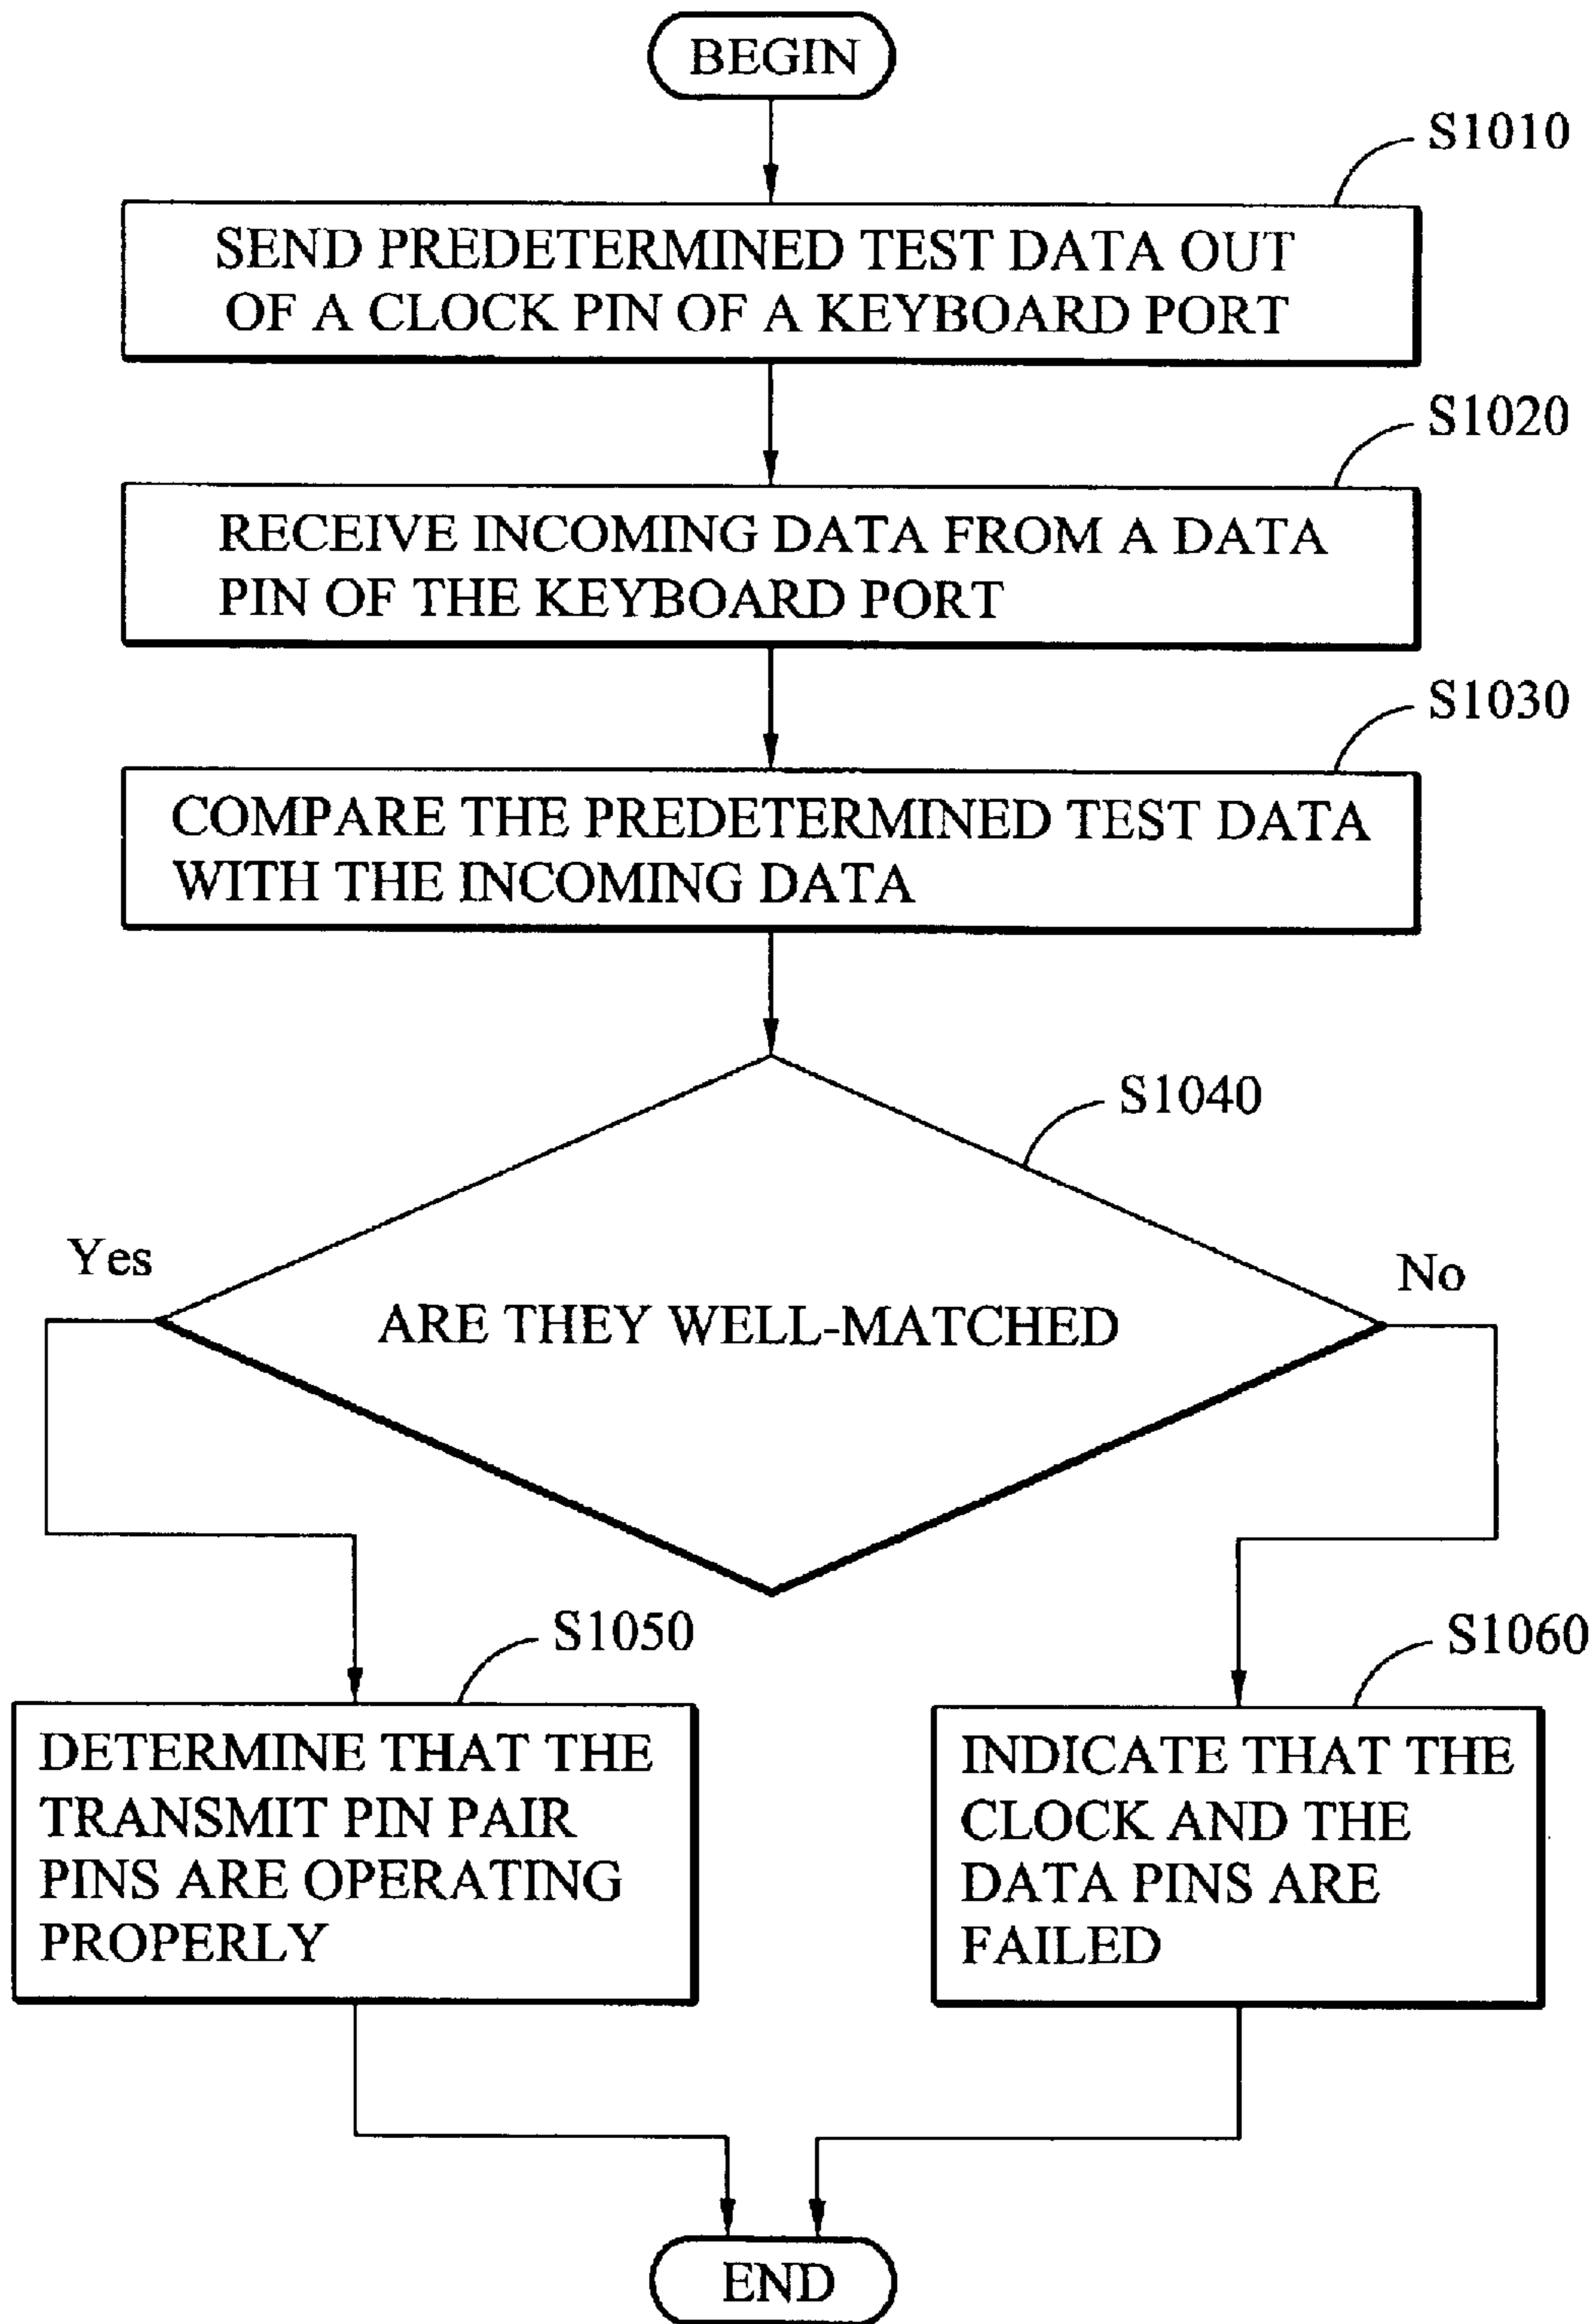 BEGIN
S1010
SEND PREDETERMINED TEST DATA OUT
OF A CLOCK PIN OF A KEYBOARD PORT
S1020
RECEIVE INCOMING DATA FROM A DATA
PIN OF THE KEYBOARD PORT
S1030
COMPARE THE PREDETERMINED TEST DATA
WITH THE INCOMING DATA
S1040
Yes
No
ARE THEY WELL-MATCHED
S1050
S1060
DETERMINE THAT THE
TRANSMIT PIN PAIR
PINS ARE OPERATING
PROPERLY
INDICATE THAT THE
CLOCK AND THE
DATA PINS ARE
FAILED
END